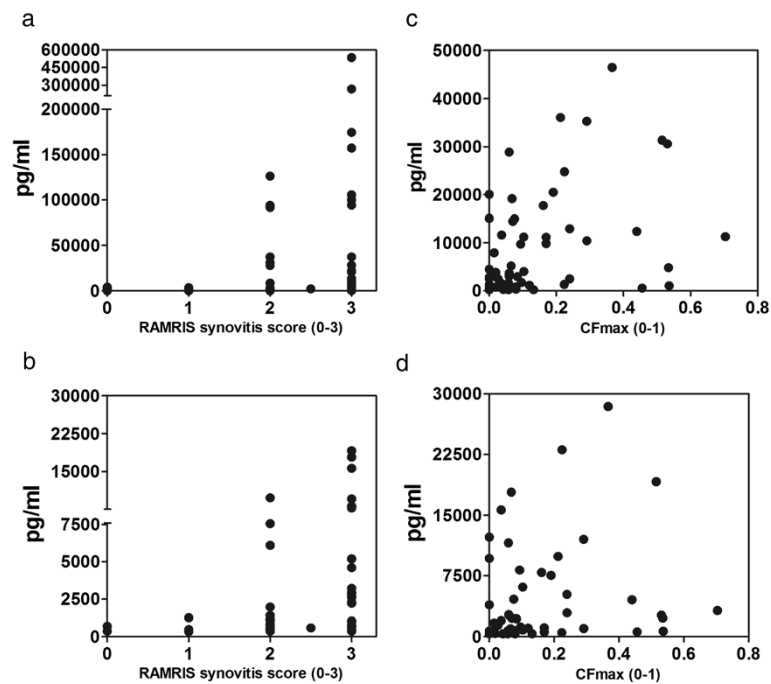 a
600000
450000
300000
200000
150000
100000
50000
0
pg/ml
0 1 2 3
RAMRIS synovitis score (0-3)
c
50000
40000
30000
20000
10000
0
pg/ml
0.0 0.2 0.4 0.6 0.8
CFmax (0-1)
b
30000
22500
15000
7500
2500
0
pg/ml
0 1 2 3
RAMRIS synovitis score (0-3)
d
30000
22500
15000
7500
0
pg/ml
0.0 0.2 0.4 0.6 0.8
CFmax (0-1)